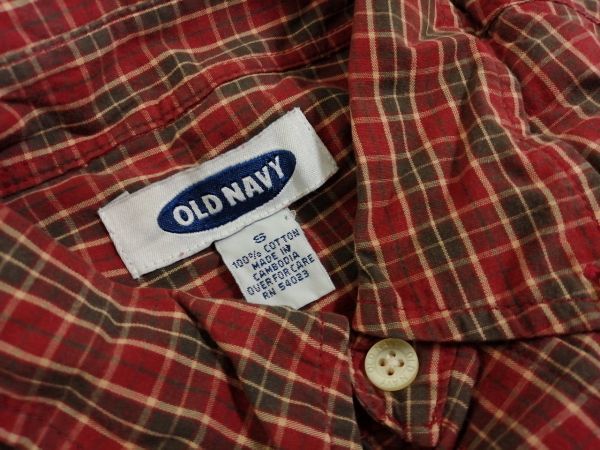 OLD NAVY
S
100% COTTON
MADE IN
CAMBODIA
OVER FOR CARE
RN 54023